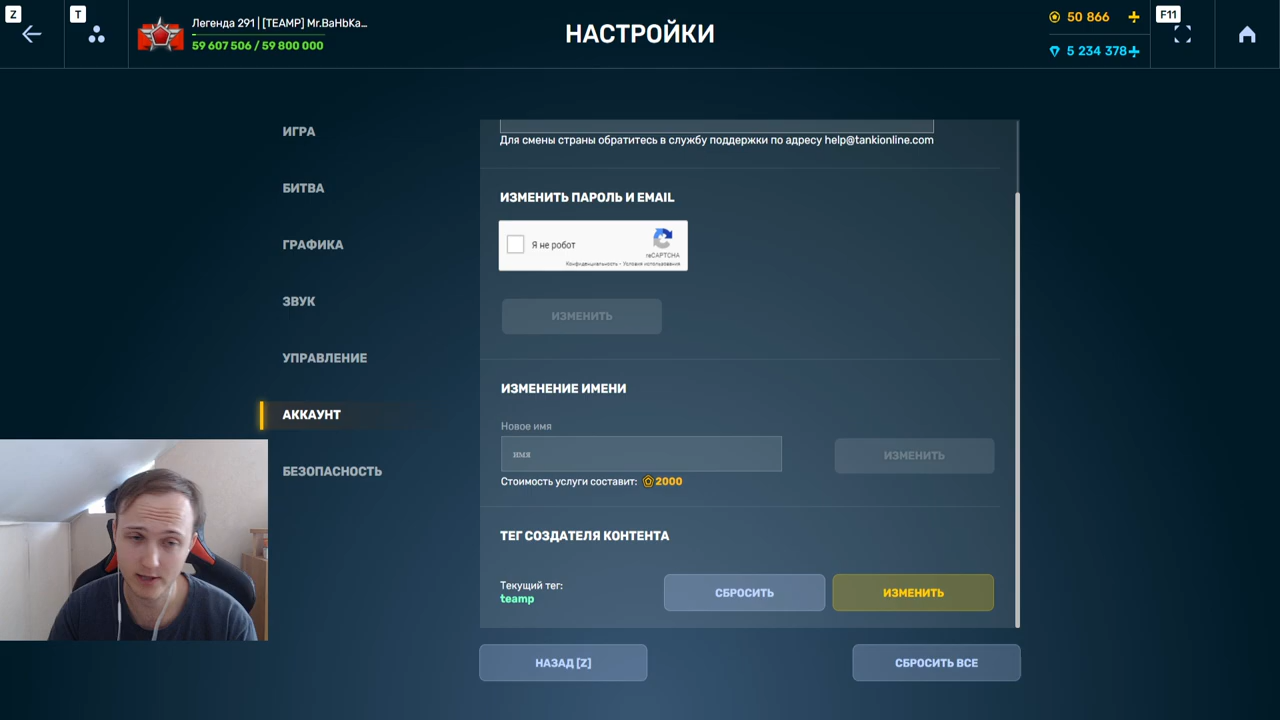 Z
T
Легенда 291 | [TEAMP] Mr.BaHbKa...
59 607 506 / 59 800 000
НАСТРОЙКИ
50 866
5 234 378
F11
ИГРА
БИТВА
ГРАФИКА
ЗВУК
УПРАВЛЕНИЕ
АККАУНТ
БЕЗОПАСНОСТЬ
Для смены страны обратитесь в службу поддержки по адресу help@tankionline.com
ИЗМЕНИТЬ ПАРОЛЬ И EMAIL
Я не робот
reCAPTCHA
Конфиденциальность - Условия использования
ИЗМЕНИТЬ
ИЗМЕНЕНИЕ ИМЕНИ
Новое имя
имя
ИЗМЕНИТЬ
Стоимость услуги составит: 2000
ТЕГ СОЗДАТЕЛЯ КОНТЕНТА
Текущий тег:
teamp
СБРОСИТЬ
ИЗМЕНИТЬ
НАЗАД [Z]
СБРОСИТЬ ВСЕ